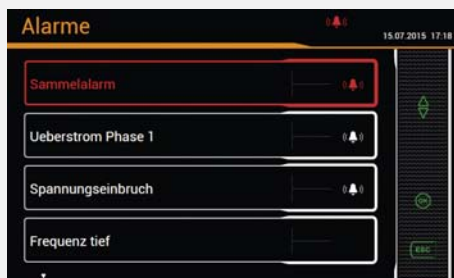 Alarme
15.07.2015 17:18
Sammelalarm
Ueberstrom Phase 1
Spannungseinbruch
Frequenz tief
OK
ESC